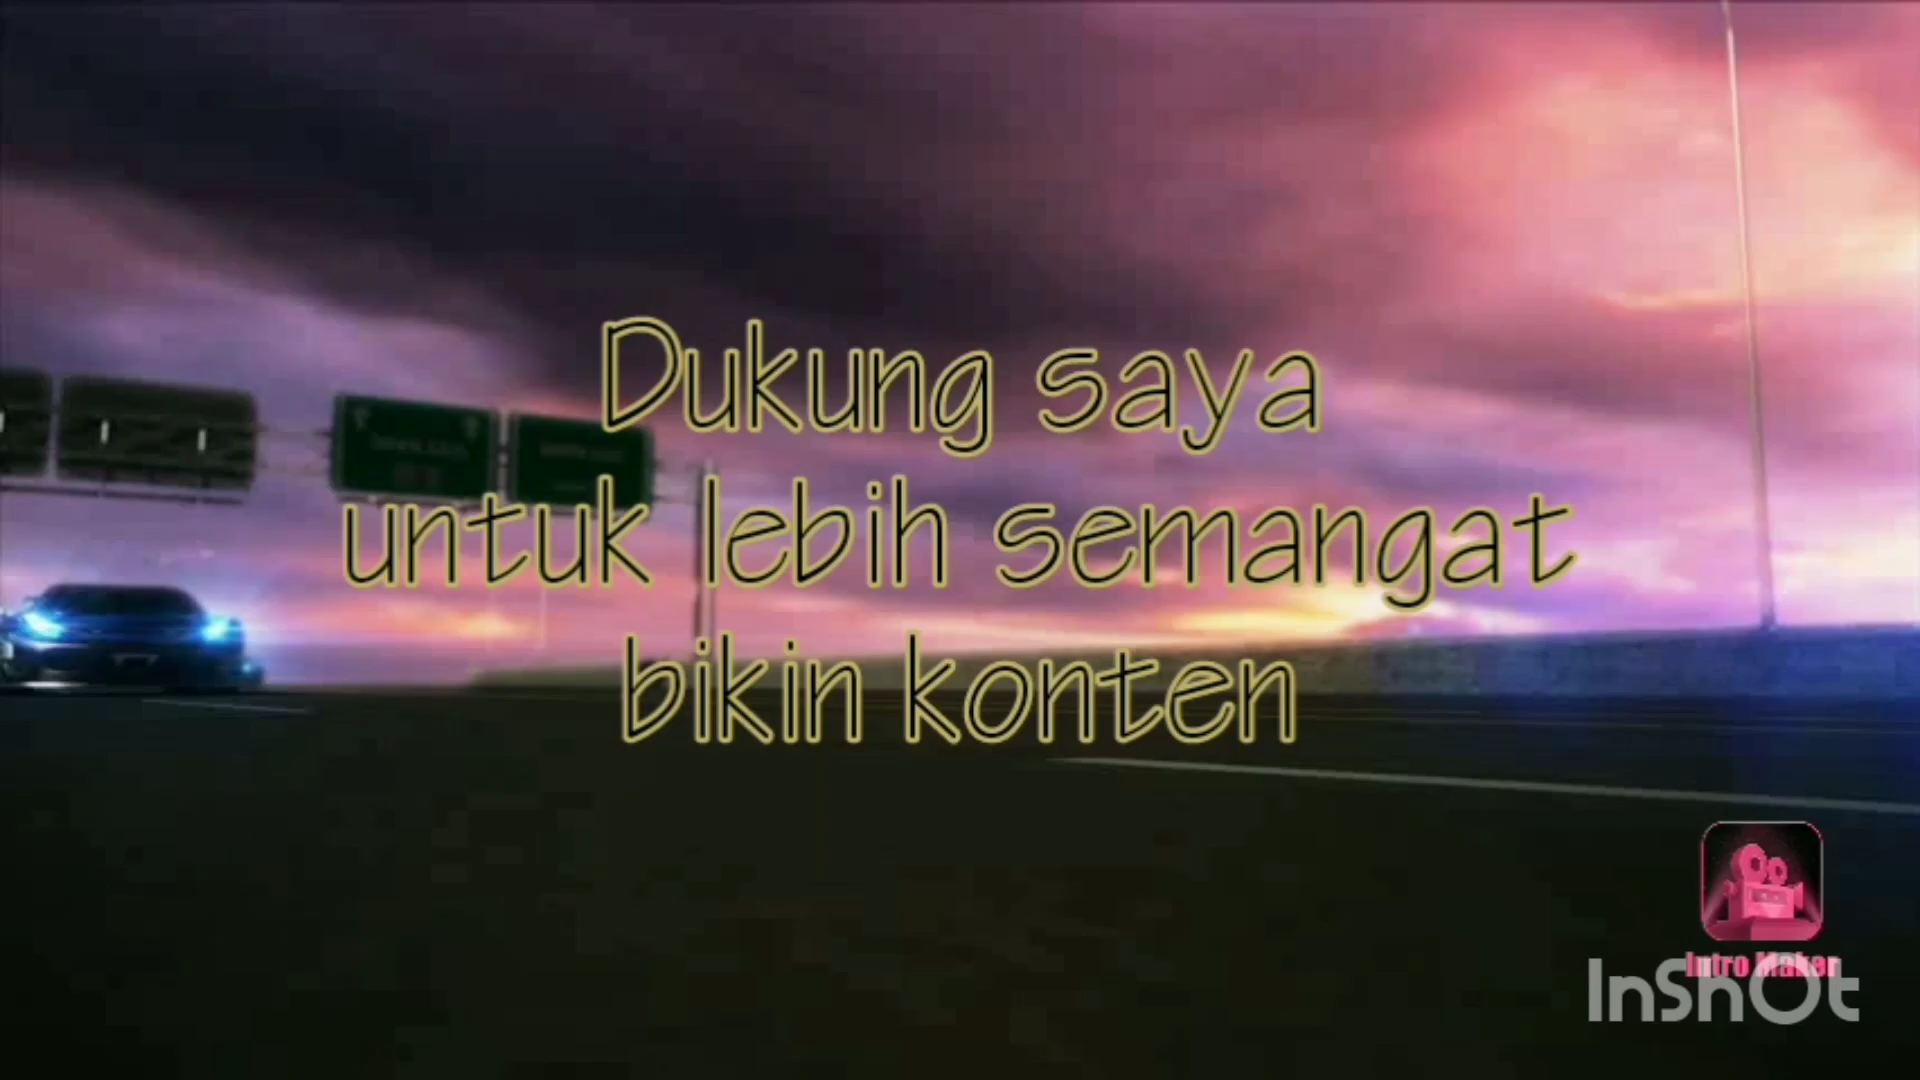 Dukung saya
untuk lebih semangat
bikin konten
Intro Maker
InShOt